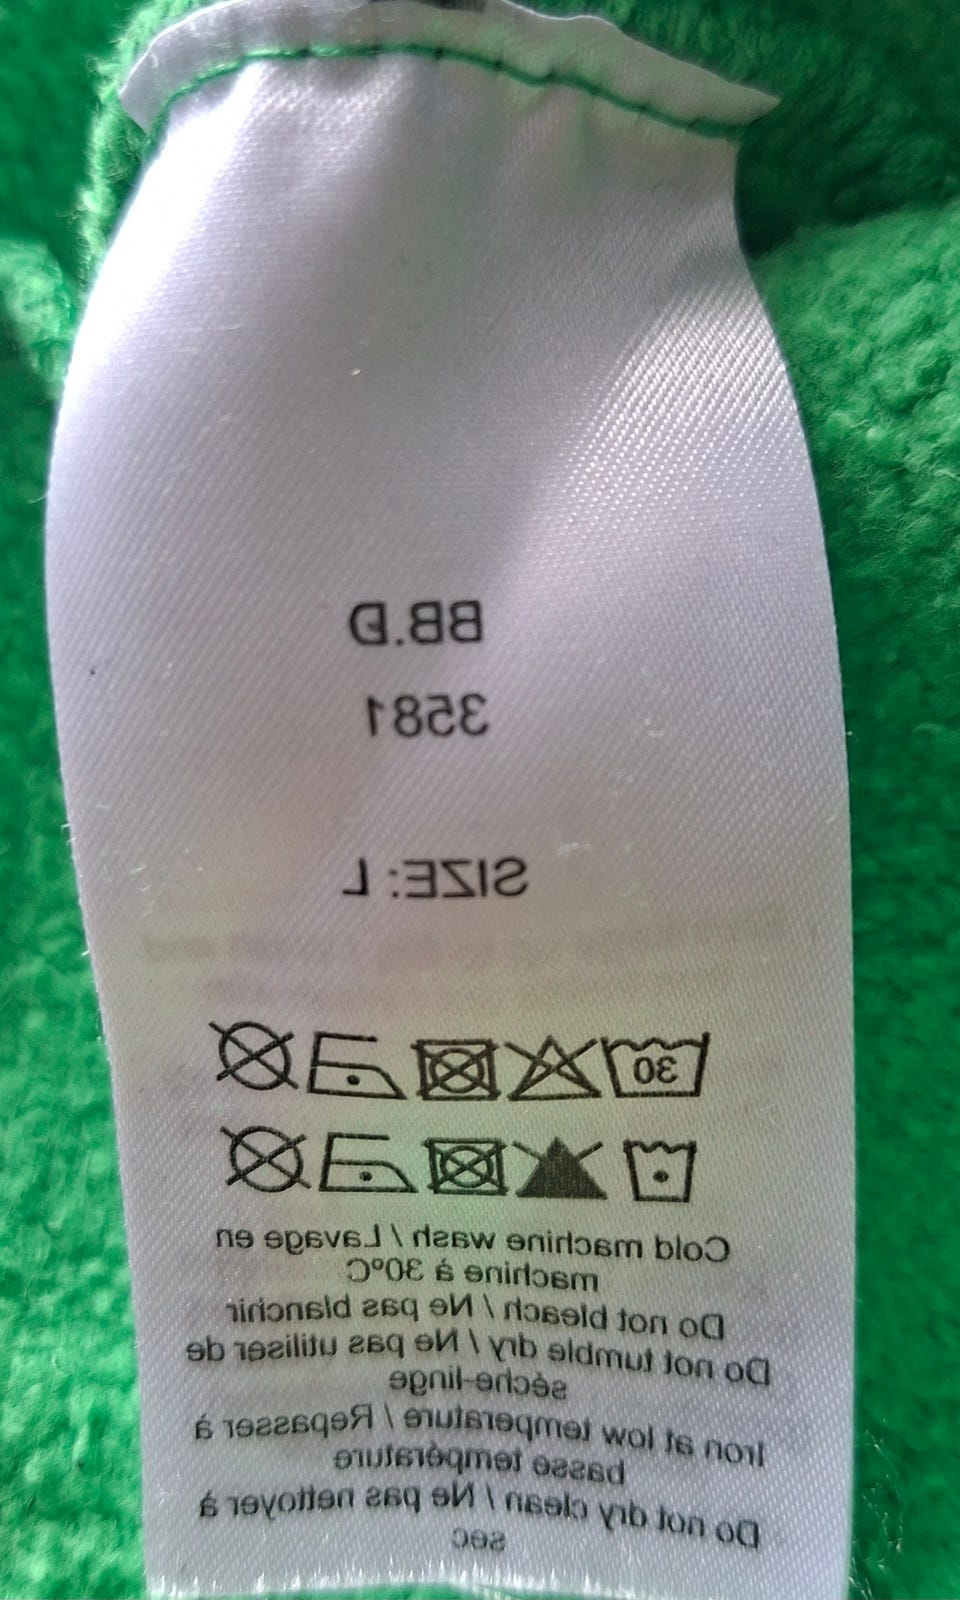 BB.D
3581
SIZE: L
30
Cold machine wash / Lavage en
machine à 30°C
Do not bleach / Ne pas blanchir
Do not tumble dry / Ne pas utiliser de
sèche-linge
Iron at low temperature / Repasser à
basse température
Do not dry clean / Ne pas nettoyer à
sec